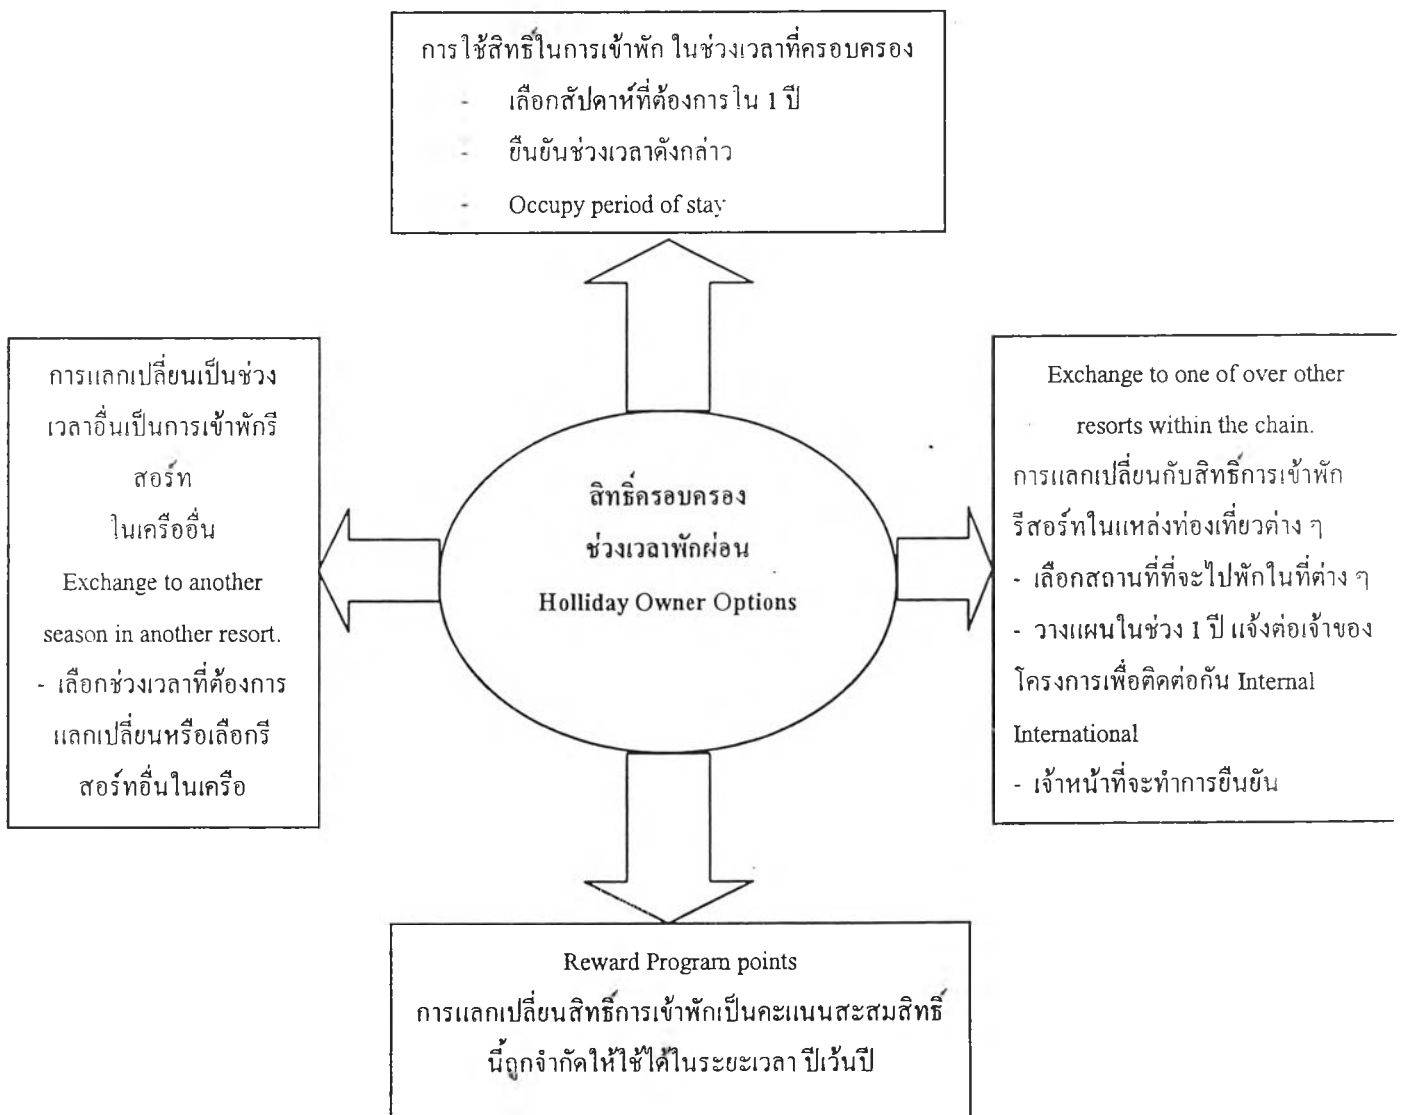 การใช้สิทธิ์ในการเข้าพัก ในช่วงเวลาที่ครอบครอง
- เลือกสัปดาห์ที่ต้องการใน 1 ปี
- ยืนยันช่วงเวลาดังกล่าว
- Occupy period of stay
การแลกเปลี่ยนเป็นช่วง
เวลาอื่นเป็นการเข้าพักรี
สอร์ท
ในเครืออื่น
Exchange to another
season in another resort.
- เลือกช่วงเวลาที่ต้องการ
แลกเปลี่ยนหรือเลือกรี
สอร์ทอื่นในเครือ
สิทธิ์ครอบครอง
ช่วงเวลาพักผ่อน
Holliday Owner Options
Exchange to one of over other
resorts within the chain.
การแลกเปลี่ยนกับสิทธิ์การเข้าพัก
รีสอร์ทในแหล่งท่องเที่ยวต่าง ๆ
- เลือกสถานที่ที่จะไปพักในที่ต่าง ๆ
- วางแผนในช่วง 1 ปี แจ้งต่อเจ้าของ
โครงการเพื่อติดต่อกัน Internal
International
- เจ้าหน้าที่จะทำการยืนยัน
Reward Program points
การแลกเปลี่ยนสิทธิ์การเข้าพักเป็นคะแนนสะสมสิทธิ์
นี้ถูกจำกัดให้ใช้ได้ในระยะเวลา ปีเว้นปี